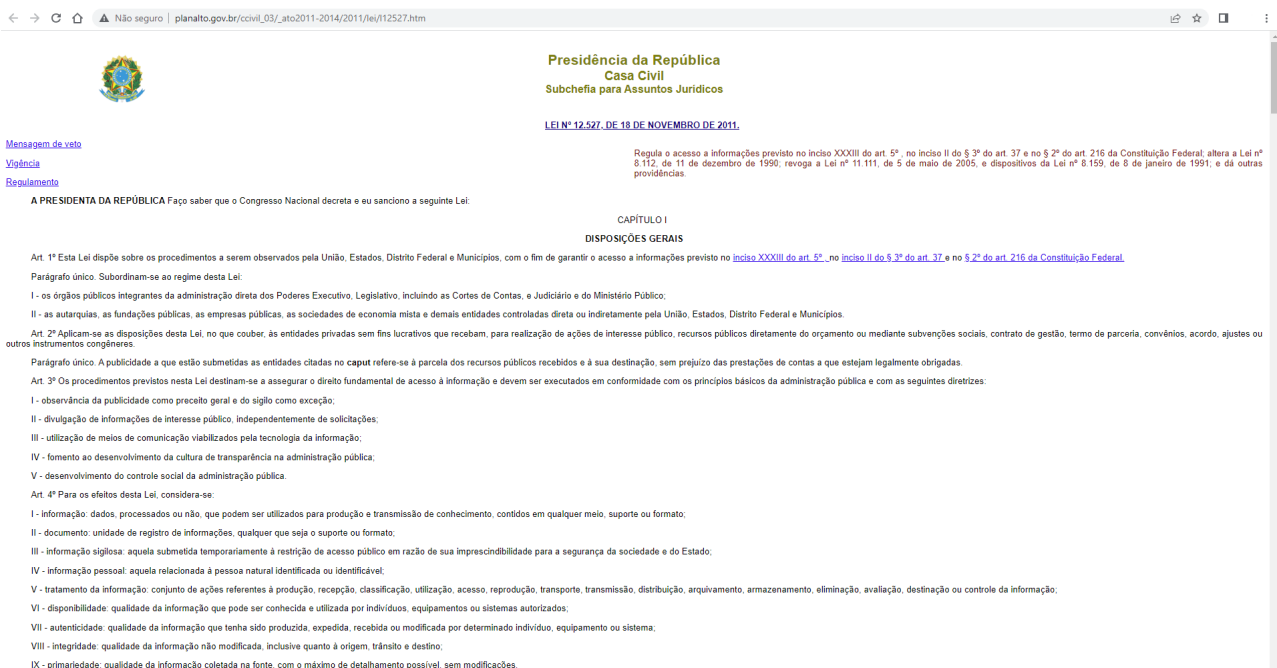 Não seguro | planalto.gov.br/ccivil_03/_ato2011-2014/2011/lei/l12527.htm
Presidência da República
Casa Civil
Subchefia para Assuntos Jurídicos
LEI Nº 12.527, DE 18 DE NOVEMBRO DE 2011.
Mensagem de veto
Vigência
Regulamento
Regula o acesso a informações previsto no inciso XXXIII do art. 5º , no inciso II do § 3º do art. 37 e no § 2º do art. 216 da Constituição Federal; altera a Lei nº
8.112, de 11 de dezembro de 1990; revoga a Lei nº 11.111, de 5 de maio de 2005, e dispositivos da Lei nº 8.159, de 8 de janeiro de 1991; e dá outras
providências.
A PRESIDENTA DA REPÚBLICA Faço saber que o Congresso Nacional decreta e eu sanciono a seguinte Lei:
CAPÍTULO I
DISPOSIÇÕES GERAIS
Art. 1º Esta Lei dispõe sobre os procedimentos a serem observados pela União, Estados, Distrito Federal e Municípios, com o fim de garantir o acesso a informações previsto no inciso XXXIII do art. 5º , no inciso II do § 3º do art. 37 e no § 2º do art. 216 da Constituição Federal.
Parágrafo único. Subordinam-se ao regime desta Lei:
I - os órgãos públicos integrantes da administração direta dos Poderes Executivo, Legislativo, incluindo as Cortes de Contas, e Judiciário e do Ministério Público;
II - as autarquias, as fundações públicas, as empresas públicas, as sociedades de economia mista e demais entidades controladas direta ou indiretamente pela União, Estados, Distrito Federal e Municípios.
Art. 2º Aplicam-se as disposições desta Lei, no que couber, às entidades privadas sem fins lucrativos que recebam, para realização de ações de interesse público, recursos públicos diretamente do orçamento ou mediante subvenções sociais, contrato de gestão, termo de parceria, convênios, acordo, ajustes ou
outros instrumentos congêneres.
Parágrafo único. A publicidade a que estão submetidas as entidades citadas no caput refere-se à parcela dos recursos públicos recebidos e à sua destinação, sem prejuízo das prestações de contas a que estejam legalmente obrigadas.
Art. 3º Os procedimentos previstos nesta Lei destinam-se a assegurar o direito fundamental de acesso à informação e devem ser executados em conformidade com os princípios básicos da administração pública e com as seguintes diretrizes:
I - observância da publicidade como preceito geral e do sigilo como exceção;
II - divulgação de informações de interesse público, independentemente de solicitações;
III - utilização de meios de comunicação viabilizados pela tecnologia da informação;
IV - fomento ao desenvolvimento da cultura de transparência na administração pública;
V - desenvolvimento do controle social da administração pública.
Art. 4º Para os efeitos desta Lei, considera-se:
I - informação: dados, processados ou não, que podem ser utilizados para produção e transmissão de conhecimento, contidos em qualquer meio, suporte ou formato;
II - documento: unidade de registro de informações, qualquer que seja o suporte ou formato;
III - informação sigilosa: aquela submetida temporariamente à restrição de acesso público em razão de sua imprescindibilidade para a segurança da sociedade e do Estado;
IV - informação pessoal: aquela relacionada à pessoa natural identificada ou identificável;
V - tratamento da informação: conjunto de ações referentes à produção, recepção, classificação, utilização, acesso, reprodução, transporte, transmissão, distribuição, arquivamento, armazenamento, eliminação, avaliação, destinação ou controle da informação;
VI - disponibilidade: qualidade da informação que pode ser conhecida e utilizada por indivíduos, equipamentos ou sistemas autorizados;
VII - autenticidade: qualidade da informação que tenha sido produzida, expedida, recebida ou modificada por determinado indivíduo, equipamento ou sistema;
VIII - integridade: qualidade da informação não modificada, inclusive quanto à origem, trânsito e destino;
IX - primariedade: qualidade da informação coletada na fonte, com o máximo de detalhamento possível, sem modificações.